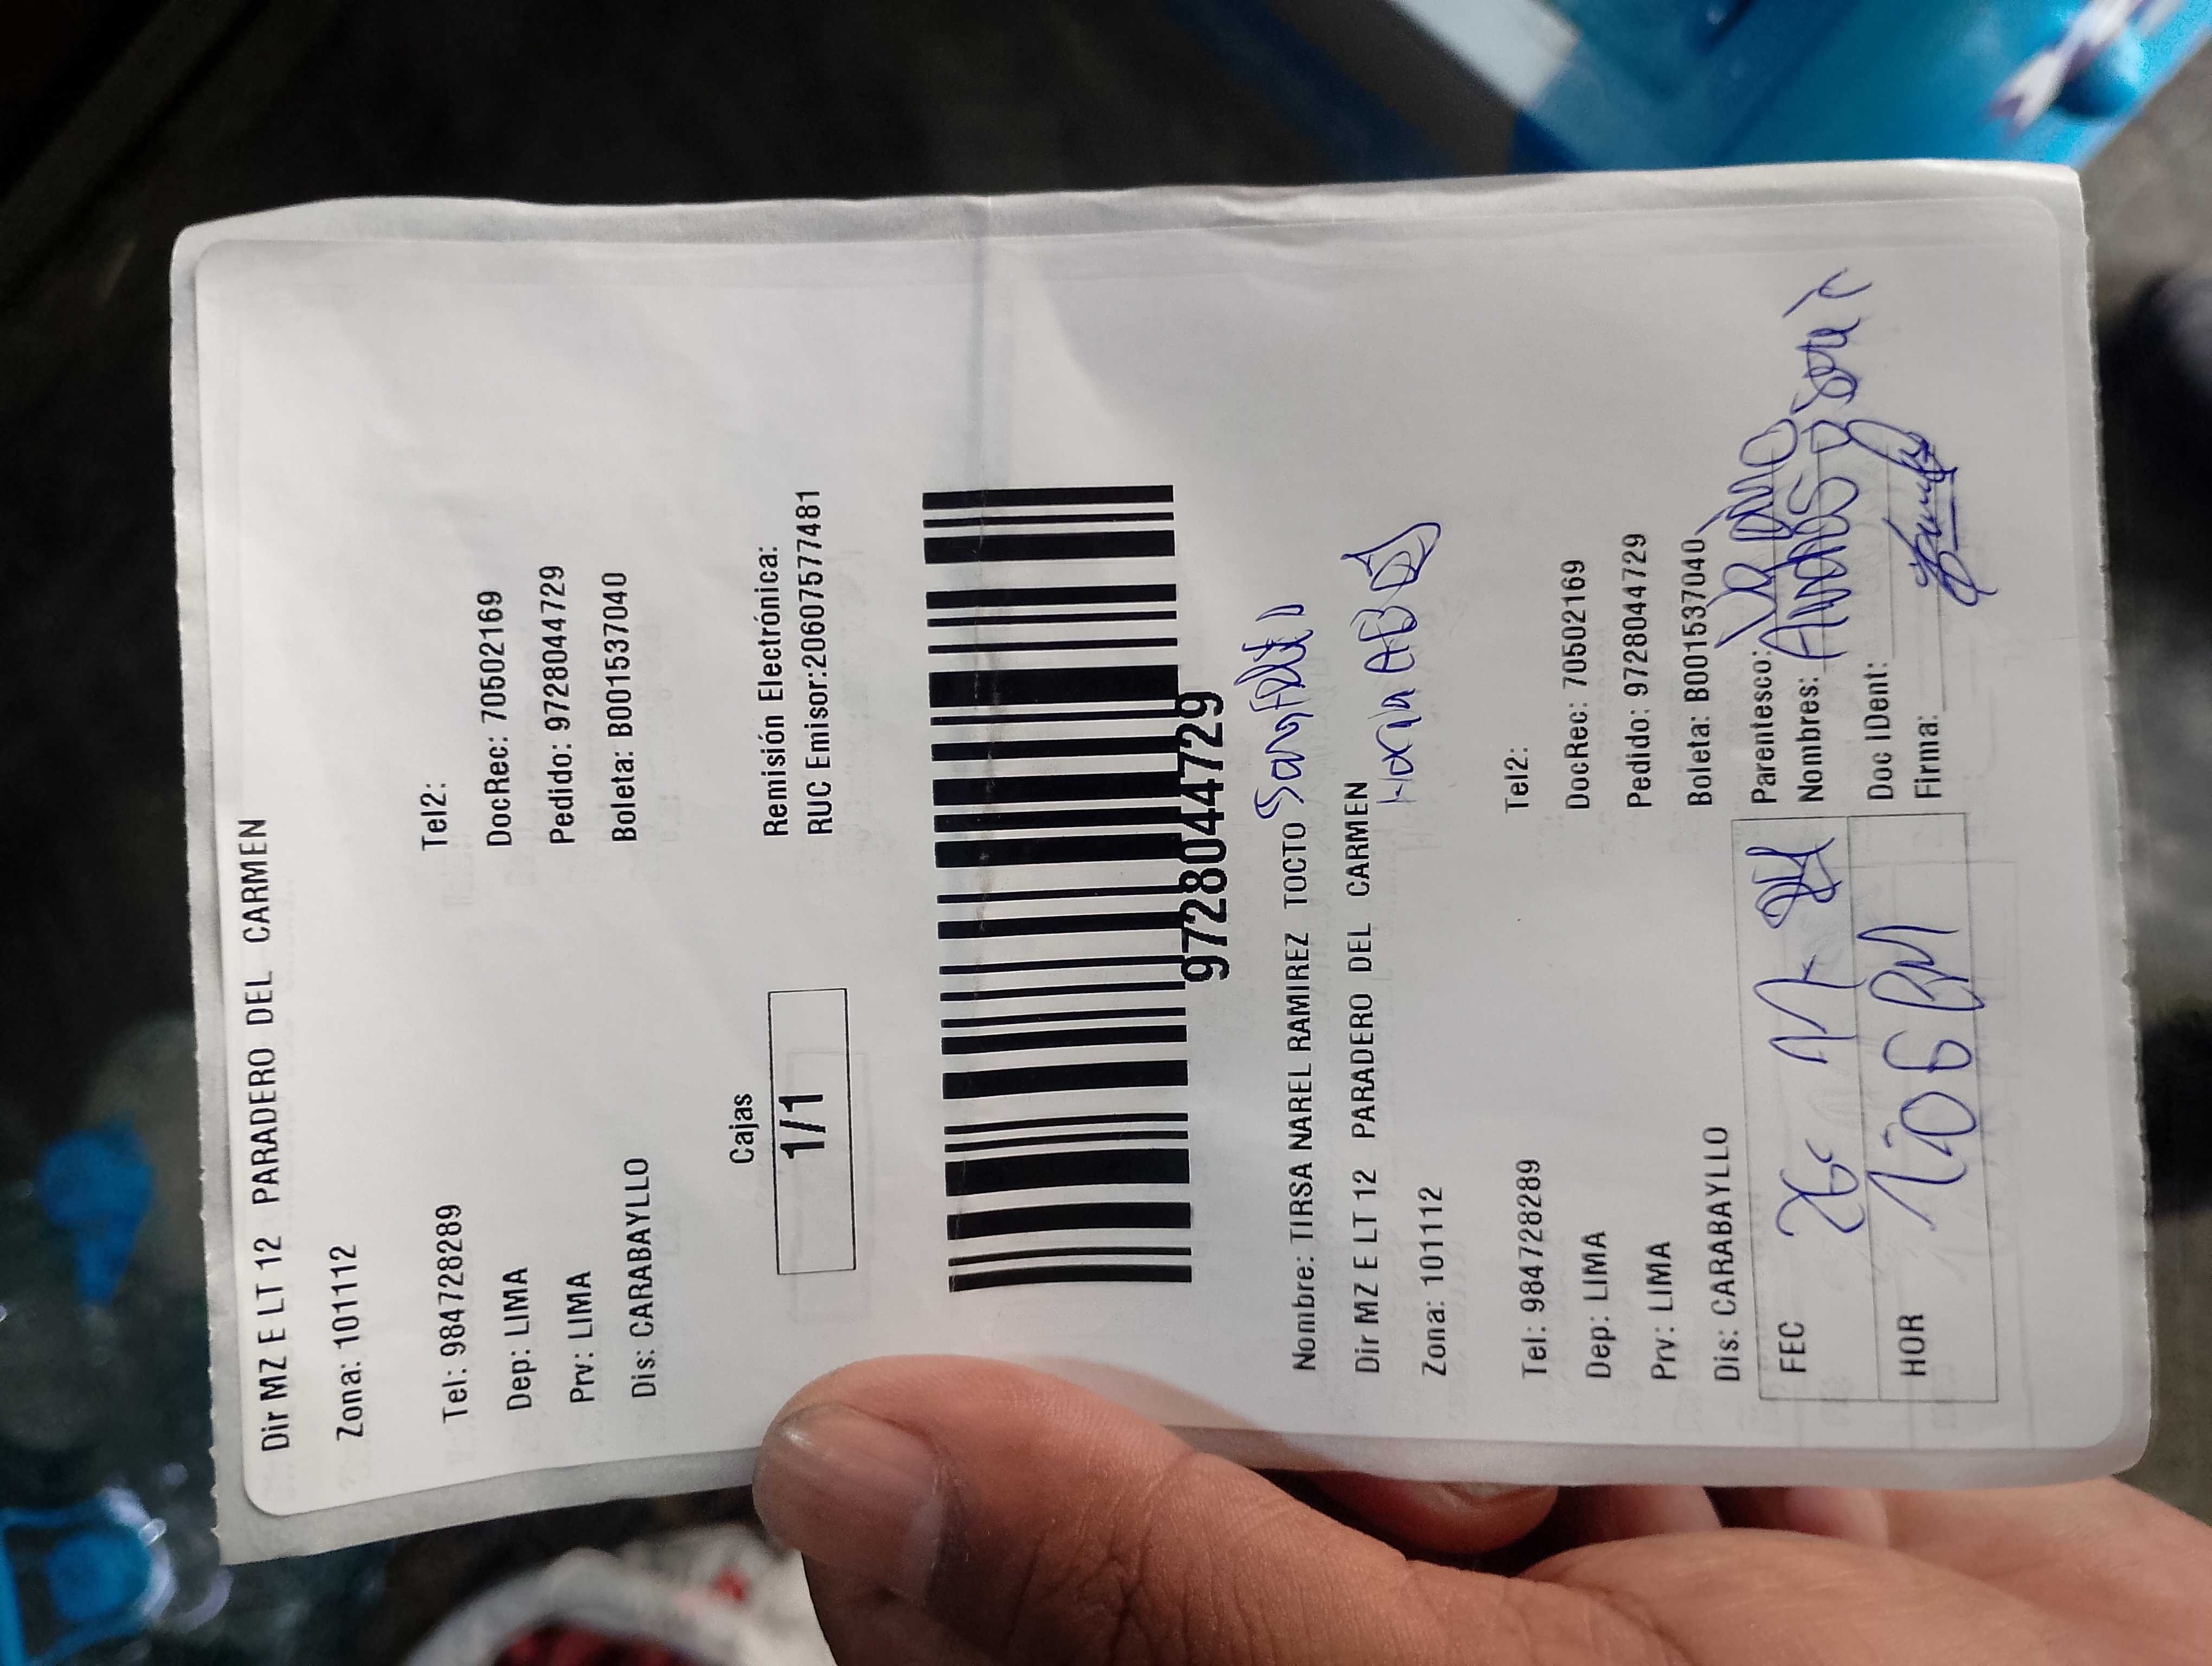 Dir MZ E LT 12 PARADERO DEL CARMEN
Zona: 101112
Tel: 984728289 Tel2:
Dep: LIMA DocRec: 70502169
Prv: LIMA Pedido: 9728044729
Dis: CARABAYLLO Boleta: B001537040
Cajas
1/1
Remisión Electrónica:
RUC Emisor:20607577481
9728044729
Nombre: TIRSA NAREL RAMIREZ TOCTO
Dir MZ E LT 12 PARADERO DEL CARMEN
Zona: 101112
Tel: 984728289 Tel2:
Dep: LIMA DocRec: 70502169
Prv: LIMA Pedido: 9728044729
Dis: CARABAYLLO Boleta: B001537040
FEC Parentesco:
Nombres:
HOR Doc IDent:
Firma: